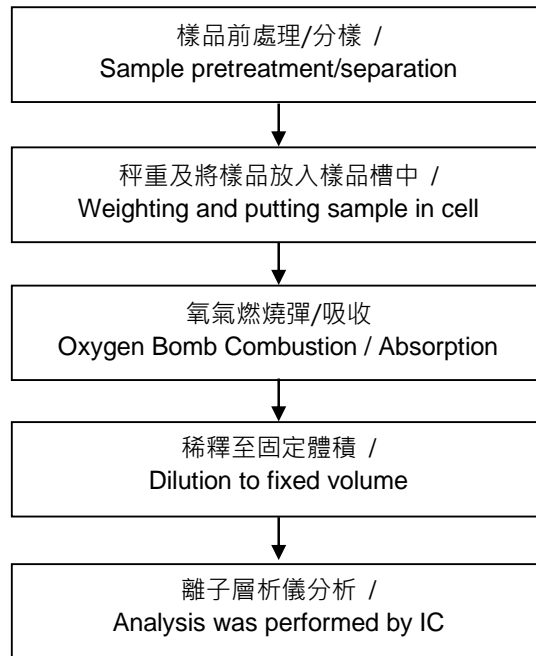 樣品前處理/分樣 /
Sample pretreatment/separation
秤重及將樣品放入樣品槽中 /
Weighting and putting sample in cell
氧氣燃燒彈/吸收
Oxygen Bomb Combustion / Absorption
稀釋至固定體積 /
Dilution to fixed volume
離子層析儀分析 /
Analysis was performed by IC